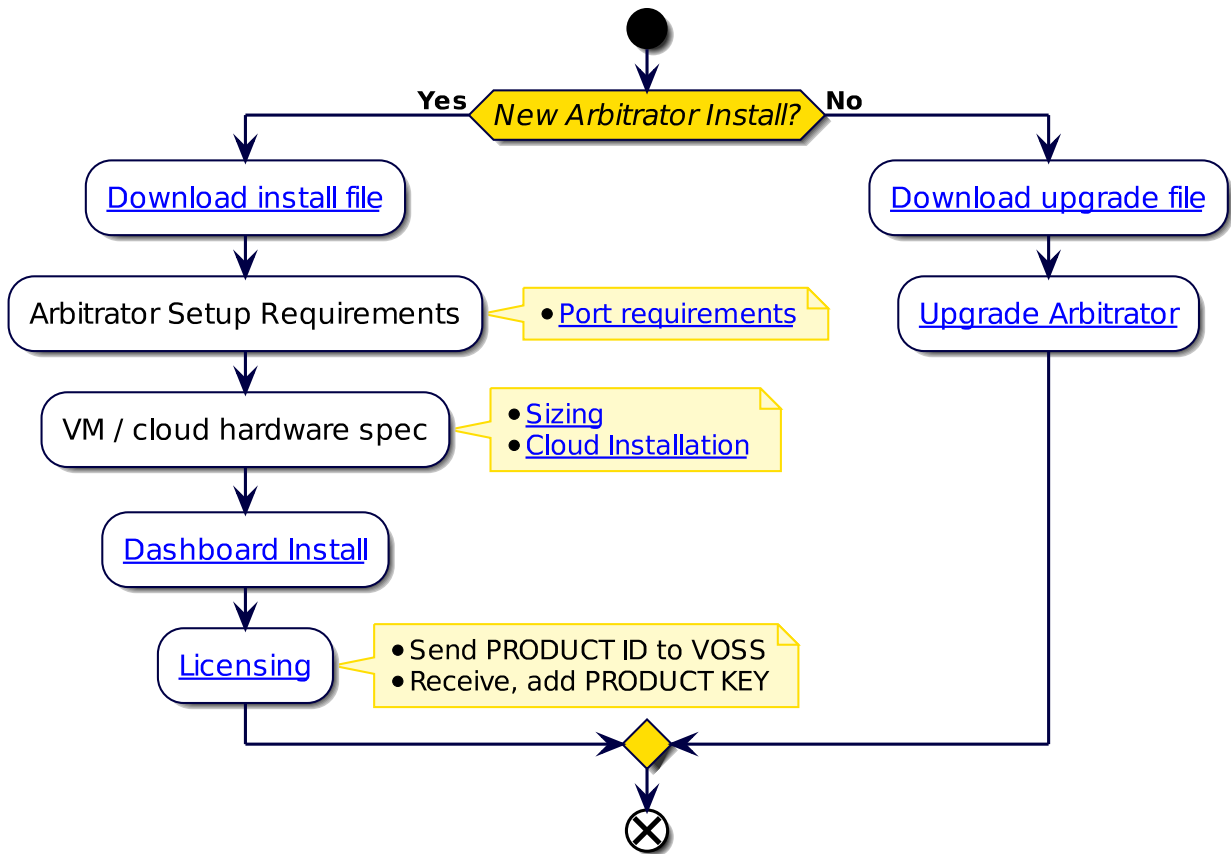 New Arbitrator Install?
Yes
No
Download install file
Download upgrade file
Arbitrator Setup Requirements
• Port requirements
Upgrade Arbitrator
VM / cloud hardware spec
• Sizing
• Cloud Installation
Dashboard Install
Licensing
• Send PRODUCT ID to VOSS
• Receive, add PRODUCT KEY